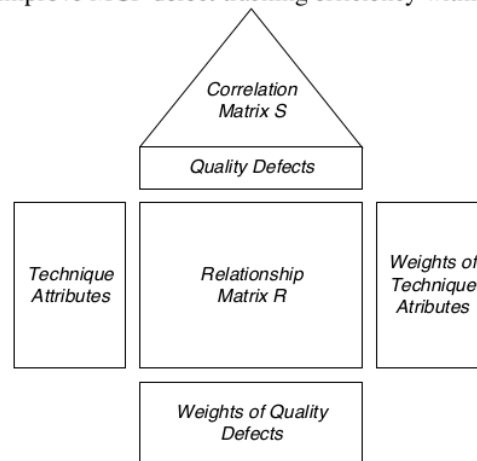 Correlation
Matrix S
Quality Defects
Technique
Attributes
Relationship
Matrix R
Weights of
Technique
Atributes
Weights of Quality
Defects